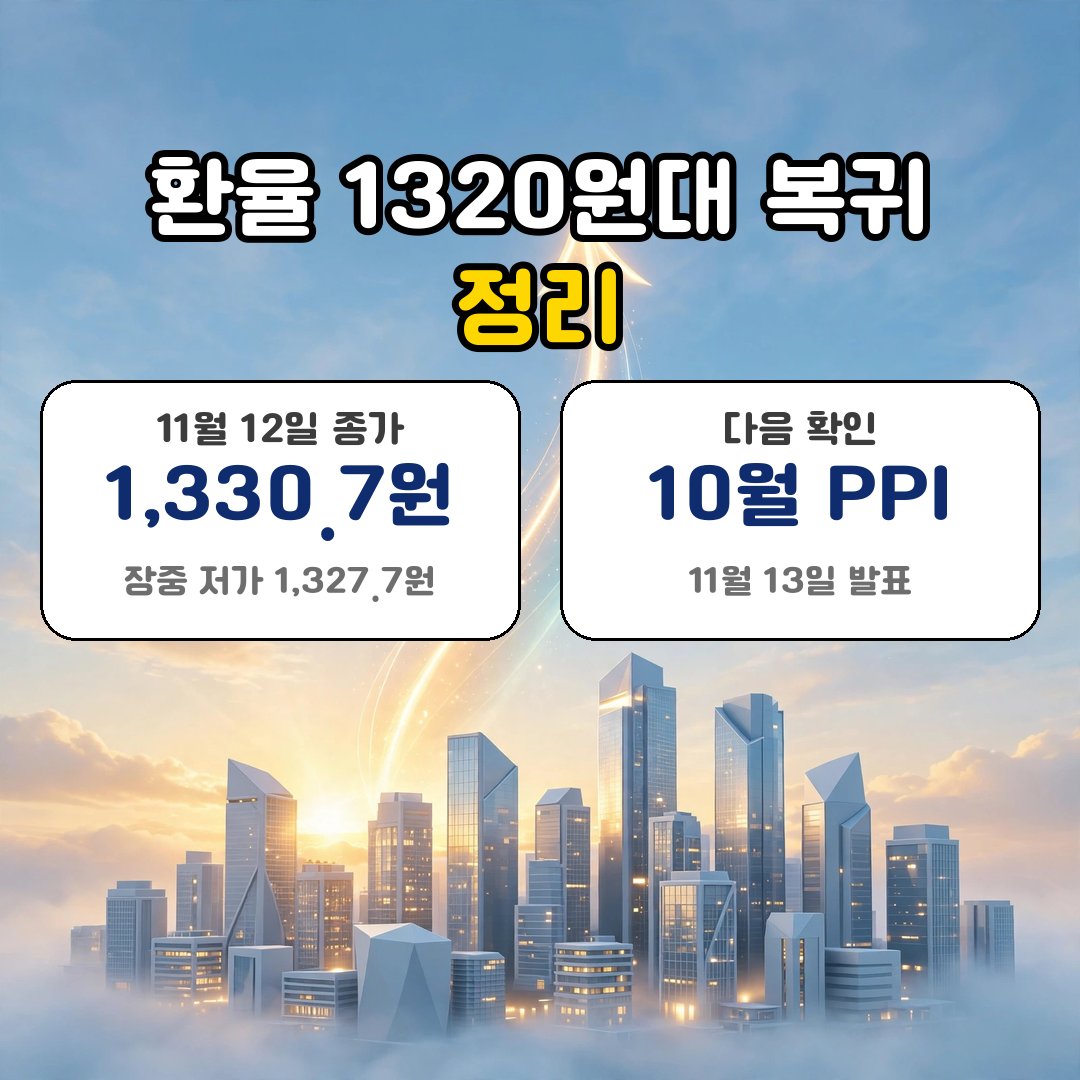 환율 1320원대 복귀
정리
11월 12일 종가
1,330.7원
장중 저가 1,327.7원
다음 확인
10월 PPI
11월 13일 발표